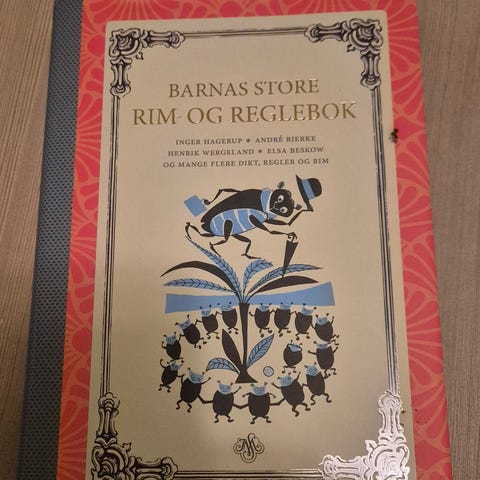 BARNAS STORE
RIM- OG REGLEBOK
INGER HAGERUP * ANDRÉ BJERKE
HENRIK WERGELAND * ELSA BESKOW
OG MANGE FLERE DIKT, REGLER OG RIM